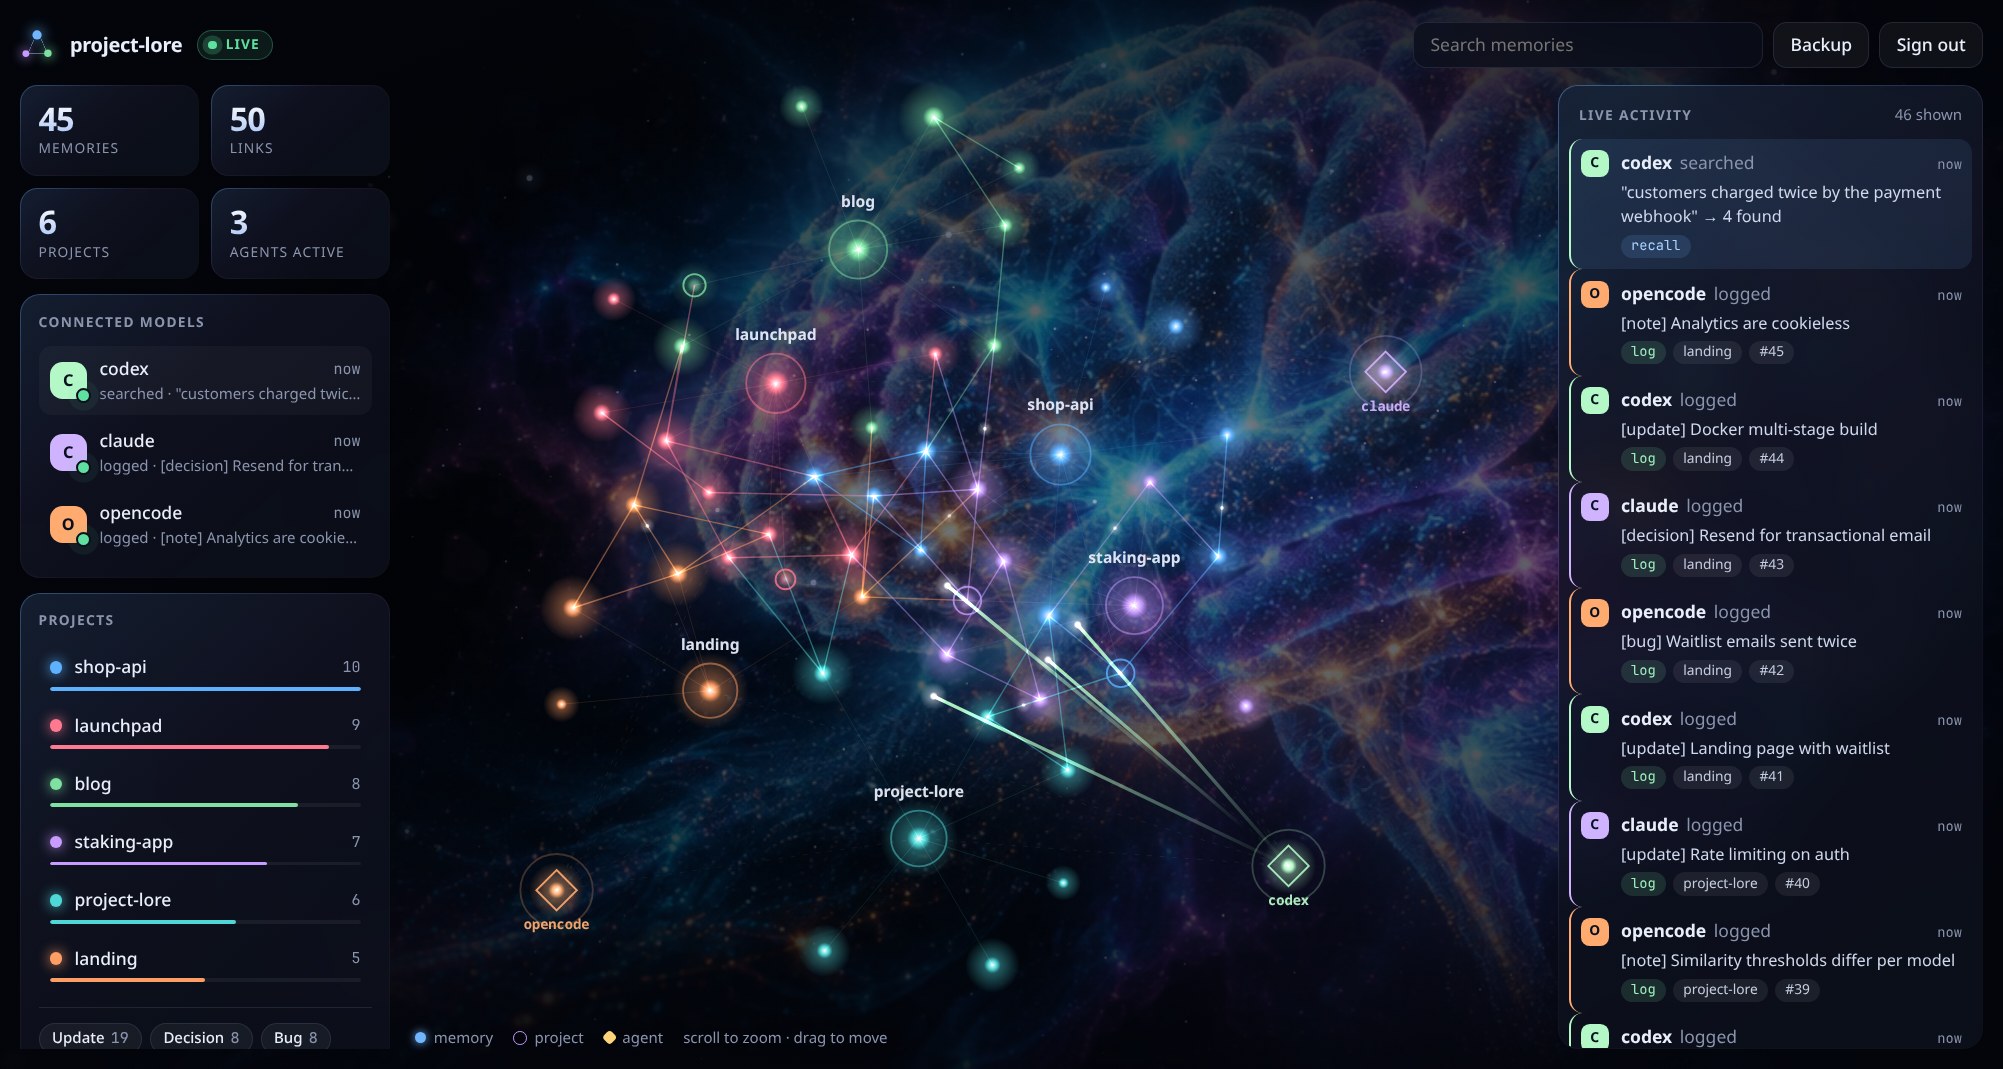 project-lore
LIVE
Search memories
Backup
Sign out
45
MEMORIES
50
LINKS
6
PROJECTS
3
AGENTS ACTIVE
CONNECTED MODELS
C
codex
now
searched · "customers charged twic...
C
claude
now
logged · [decision] Resend for tran...
O
opencode
now
logged · [note] Analytics are cookie...
PROJECTS
shop-api 10
launchpad 9
blog 8
staking-app 7
project-lore 6
landing 5
Update 19 Decision 8 Bug 8
blog
launchpad
shop-api
claude
staking-app
landing
project-lore
codex
opencode
memory project agent scroll to zoom · drag to move
LIVE ACTIVITY 46 shown
C codex searched now
"customers charged twice by the payment
webhook" → 4 found
recall
O opencode logged now
[note] Analytics are cookieless
log landing #45
C codex logged now
[update] Docker multi-stage build
log landing #44
C claude logged now
[decision] Resend for transactional email
log landing #43
O opencode logged now
[bug] Waitlist emails sent twice
log landing #42
C codex logged now
[update] Landing page with waitlist
log landing #41
C claude logged now
[update] Rate limiting on auth
log project-lore #40
O opencode logged now
[note] Similarity thresholds differ per model
log project-lore #39
C codex logged now